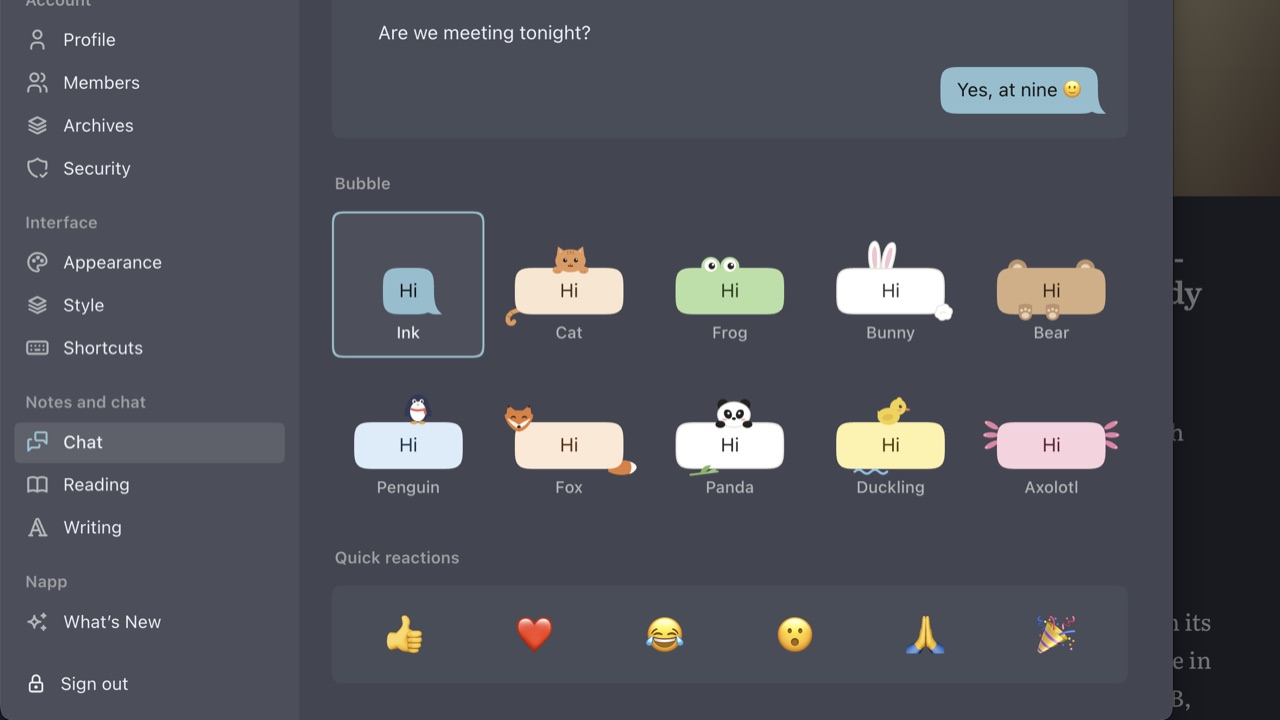 Account
Profile
Members
Archives
Security
Interface
Appearance
Style
Shortcuts
Notes and chat
Chat
Reading
Writing
Napp
What's New
Sign out
Are we meeting tonight?
Yes, at nine 🙂
Bubble
Hi
Ink
Hi
Cat
Hi
Frog
Hi
Bunny
Hi
Bear
Hi
Penguin
Hi
Fox
Hi
Panda
Hi
Duckling
Hi
Axolotl
Quick reactions
its
in